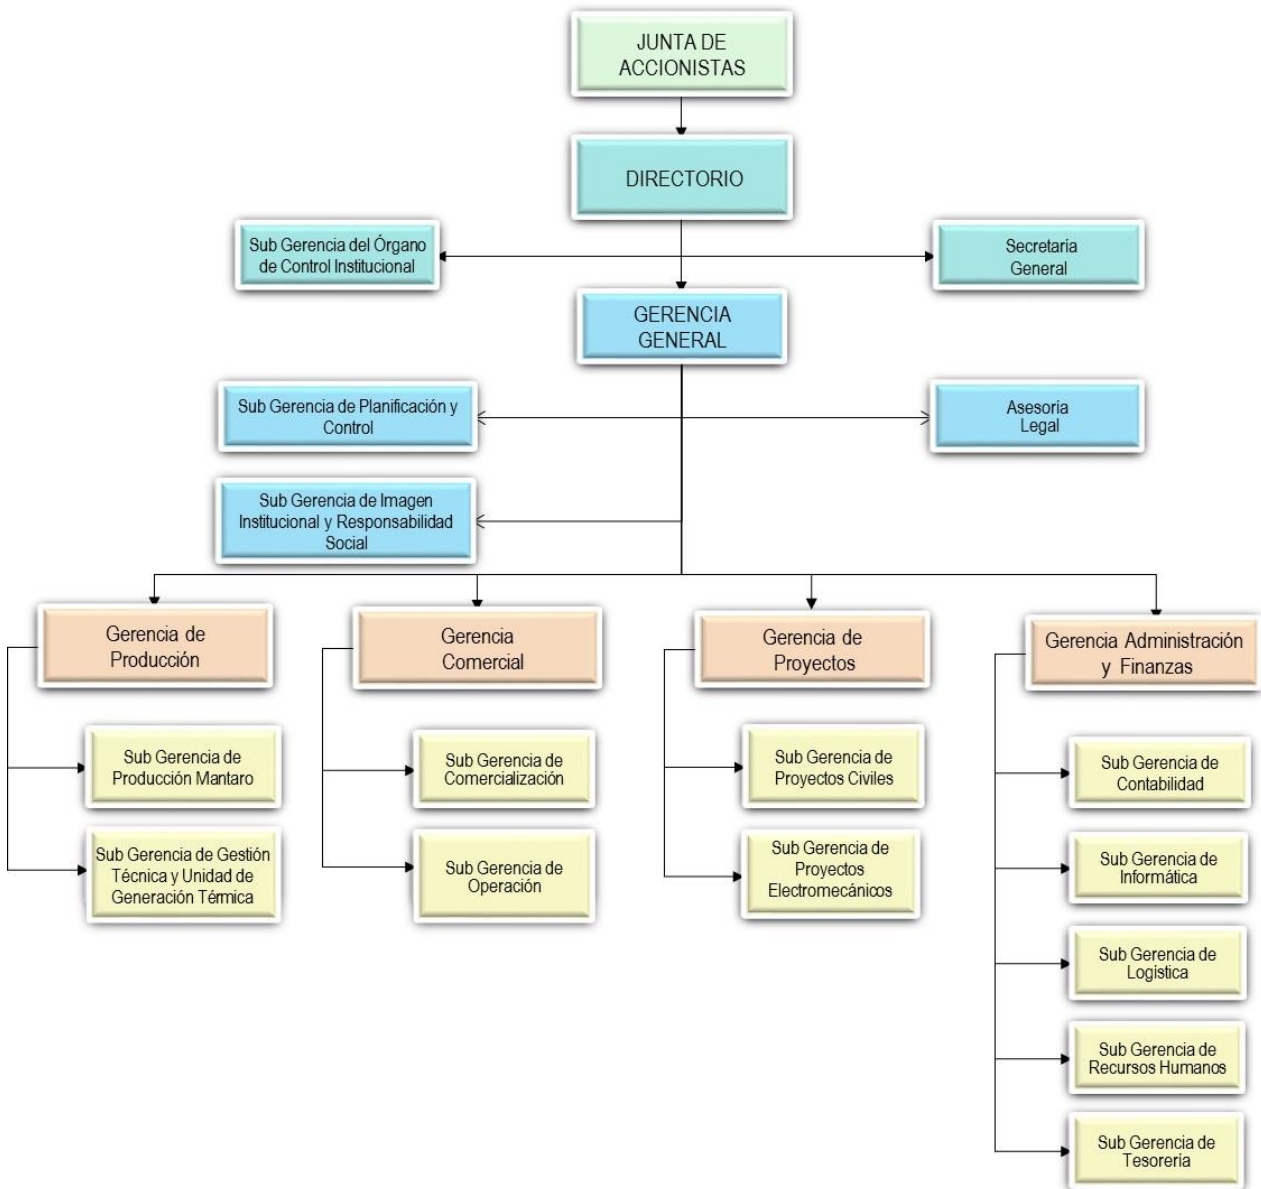 JUNTA DE
ACCIONISTAS
DIRECTORIO
Sub Gerencia del Órgano
de Control Institucional
Secretaria
General
GERENCIA
GENERAL
Sub Gerencia de Planificación y
Control
Asesoria
Legal
Sub Gerencia de Imagen
Institucional y Responsabilidad
Social
Gerencia de
Producción
Gerencia
Comercial
Gerencia de
Proyectos
Gerencia Administración
y Finanzas
Sub Gerencia de
Producción Mantaro
Sub Gerencia de Gestión
Técnica y Unidad de
Generación Térmica
Sub Gerencia de
Comercialización
Sub Gerencia de
Operación
Sub Gerencia de
Proyectos Civiles
Sub Gerencia de
Proyectos
Electromecánicos
Sub Gerencia de
Contabilidad
Sub Gerencia de
Informática
Sub Gerencia de
Logística
Sub Gerencia de
Recursos Humanos
Sub Gerencia de
Tesorería